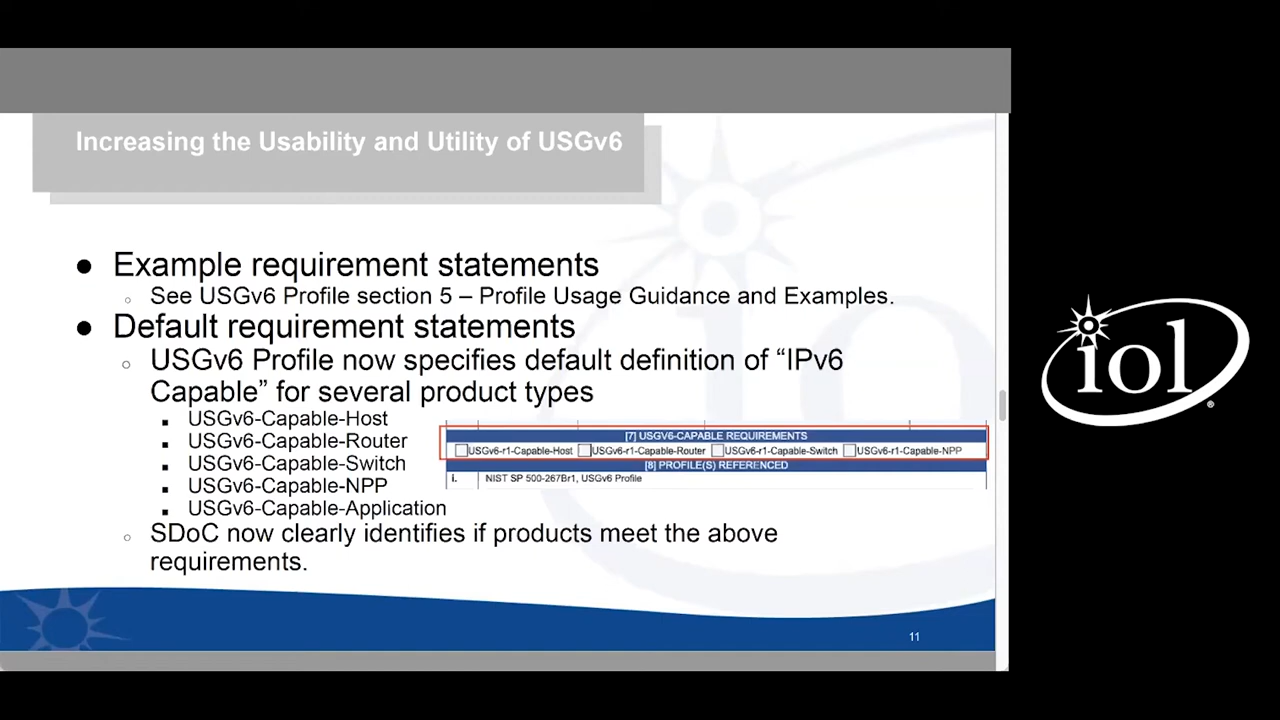 Increasing the Usability and Utility of USGv6
● Example requirement statements
○ See USGv6 Profile section 5 – Profile Usage Guidance and Examples.
● Default requirement statements
○ USGv6 Profile now specifies default definition of “IPv6
Capable” for several product types
▪ USGv6-Capable-Host
▪ USGv6-Capable-Router
▪ USGv6-Capable-Switch
▪ USGv6-Capable-NPP
▪ USGv6-Capable-Application
[7] USGV6-CAPABLE REQUIREMENTS
USGv6-r1-Capable-Host USGv6-r1-Capable-Router USGv6-r1-Capable-Switch USGv6-r1-Capable-NPP
[8] PROFILE(S) REFERENCED
i. NIST SP 500-267Br1, USGv6 Profile
○ SDoC now clearly identifies if products meet the above
requirements.
11
iol
®